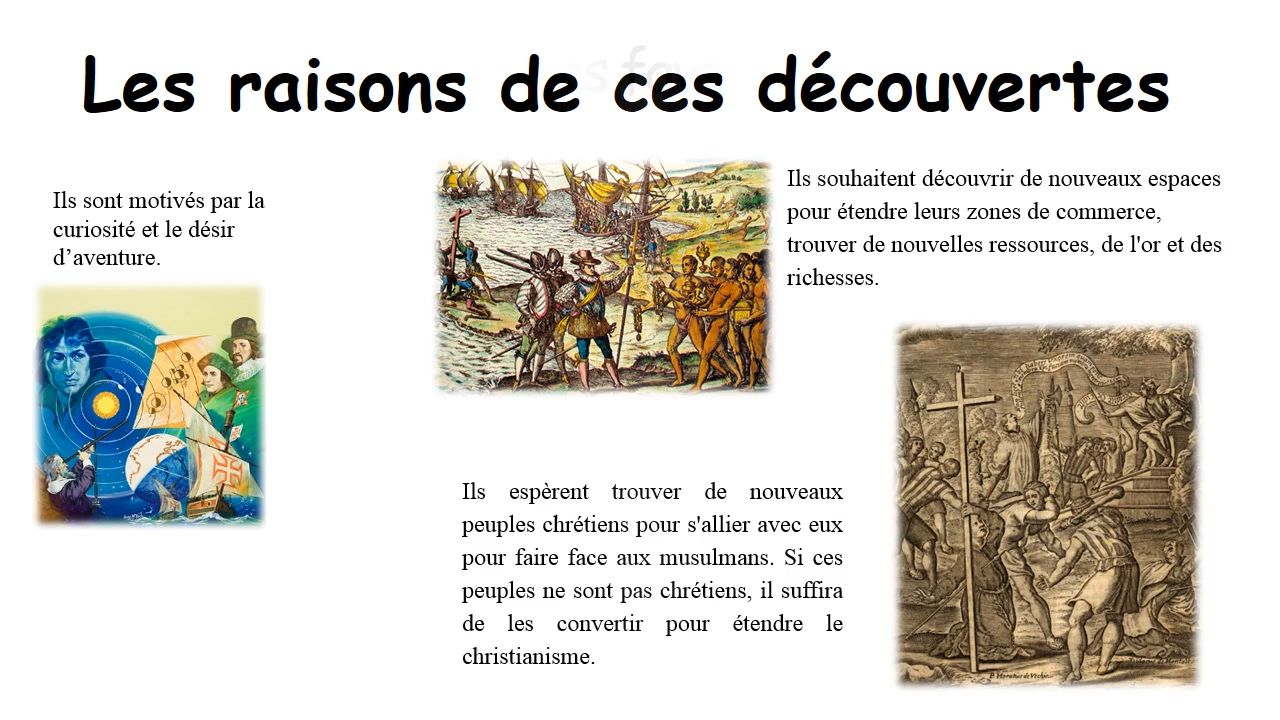 Les raisons de ces découvertes
Ils sont motivés par la
curiosité et le désir
d’aventure.
Ils souhaitent découvrir de nouveaux espaces
pour étendre leurs zones de commerce,
trouver de nouvelles ressources, de l'or et des
richesses.
Ils espèrent trouver de nouveaux
peuples chrétiens pour s'allier avec eux
pour faire face aux musulmans. Si ces
peuples ne sont pas chrétiens, il suffira
de les convertir pour étendre le
christianisme.